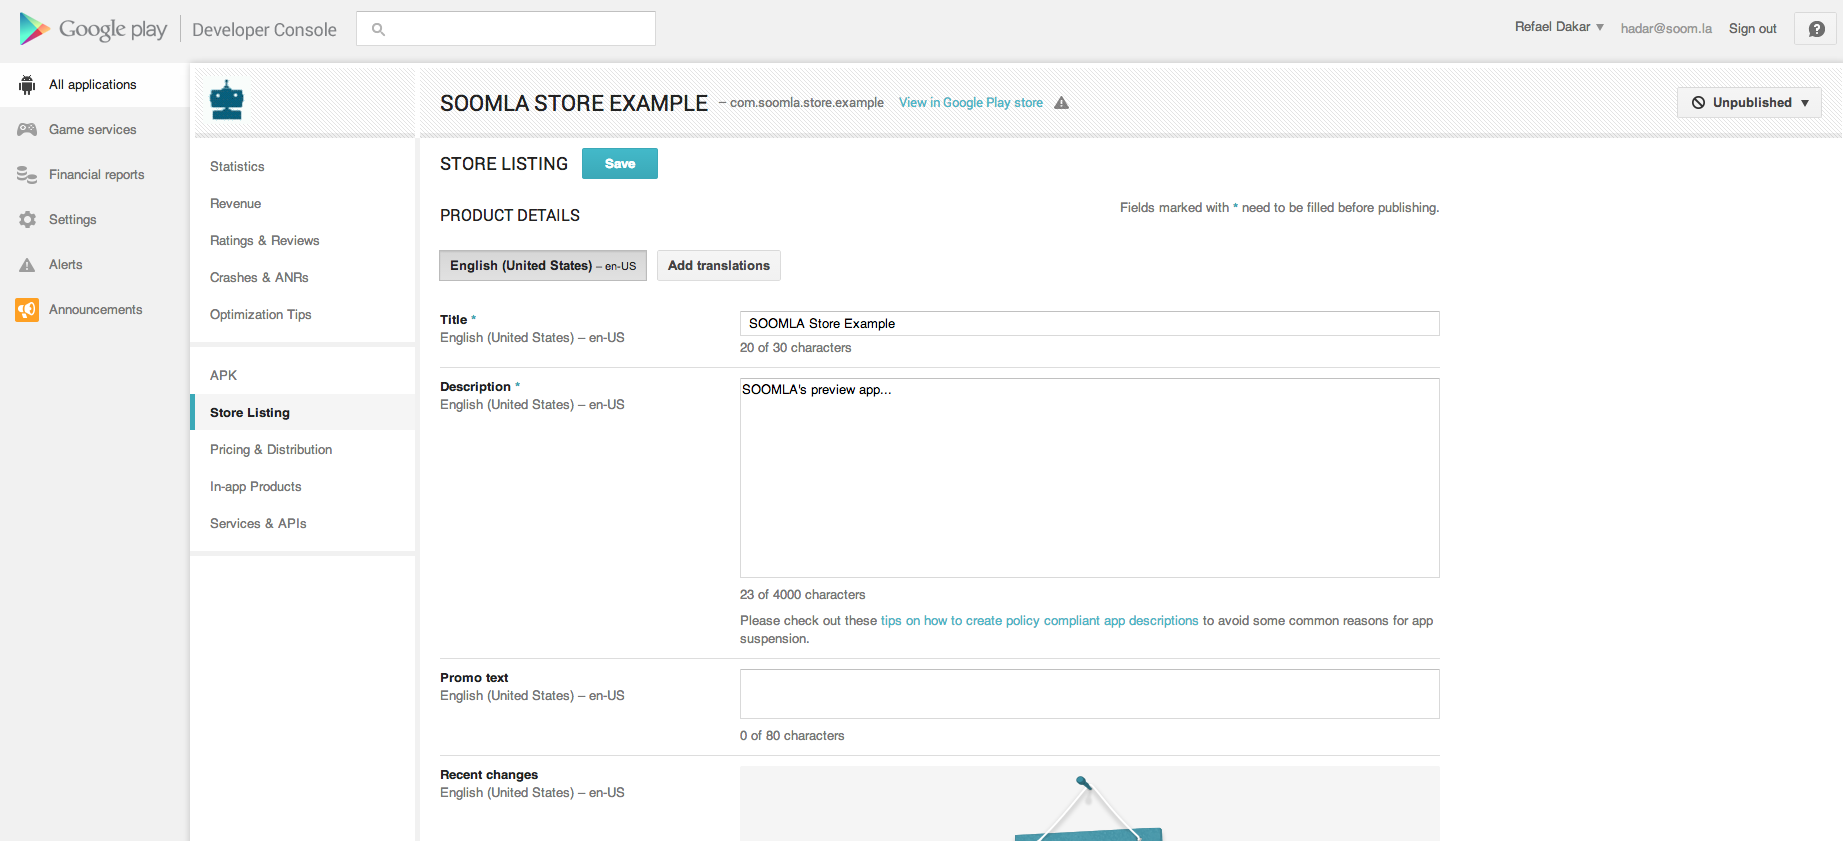 Google play Developer Console
Refael Dakar hadar@soom.la Sign out
All applications
Game services
Financial reports
Settings
Alerts
Announcements
SOOMLA STORE EXAMPLE – com.soomla.store.example View in Google Play store
Unpublished
Statistics
Revenue
Ratings & Reviews
Crashes & ANRs
Optimization Tips
APK
Store Listing
Pricing & Distribution
In-app Products
Services & APIs
STORE LISTING Save
PRODUCT DETAILS
Fields marked with * need to be filled before publishing.
English (United States) – en-US Add translations
Title *
English (United States) – en-US
SOOMLA Store Example
20 of 30 characters
Description *
English (United States) – en-US
SOOMLA's preview app...
23 of 4000 characters
Please check out these tips on how to create policy compliant app descriptions to avoid some common reasons for app
suspension.
Promo text
English (United States) – en-US
0 of 80 characters
Recent changes
English (United States) – en-US